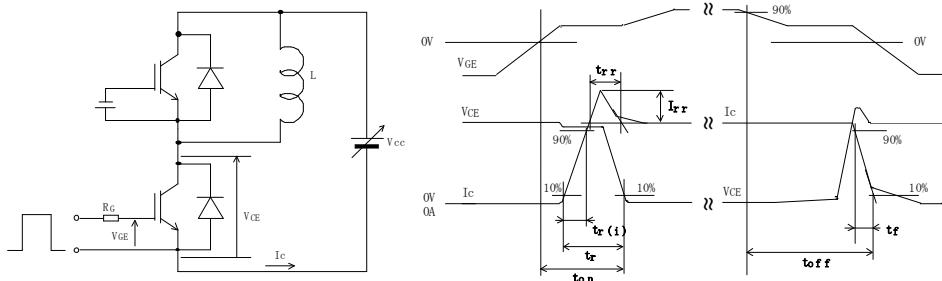 L
Vcc
RG
VGE
VCE
Ic
0V
VGE
VCE
Ic
0V
0A
90%
10%
10%
trr
Irr
tr(i)
tr
ton
90%
0V
Ic
90%
VCE
10%
tf
toff